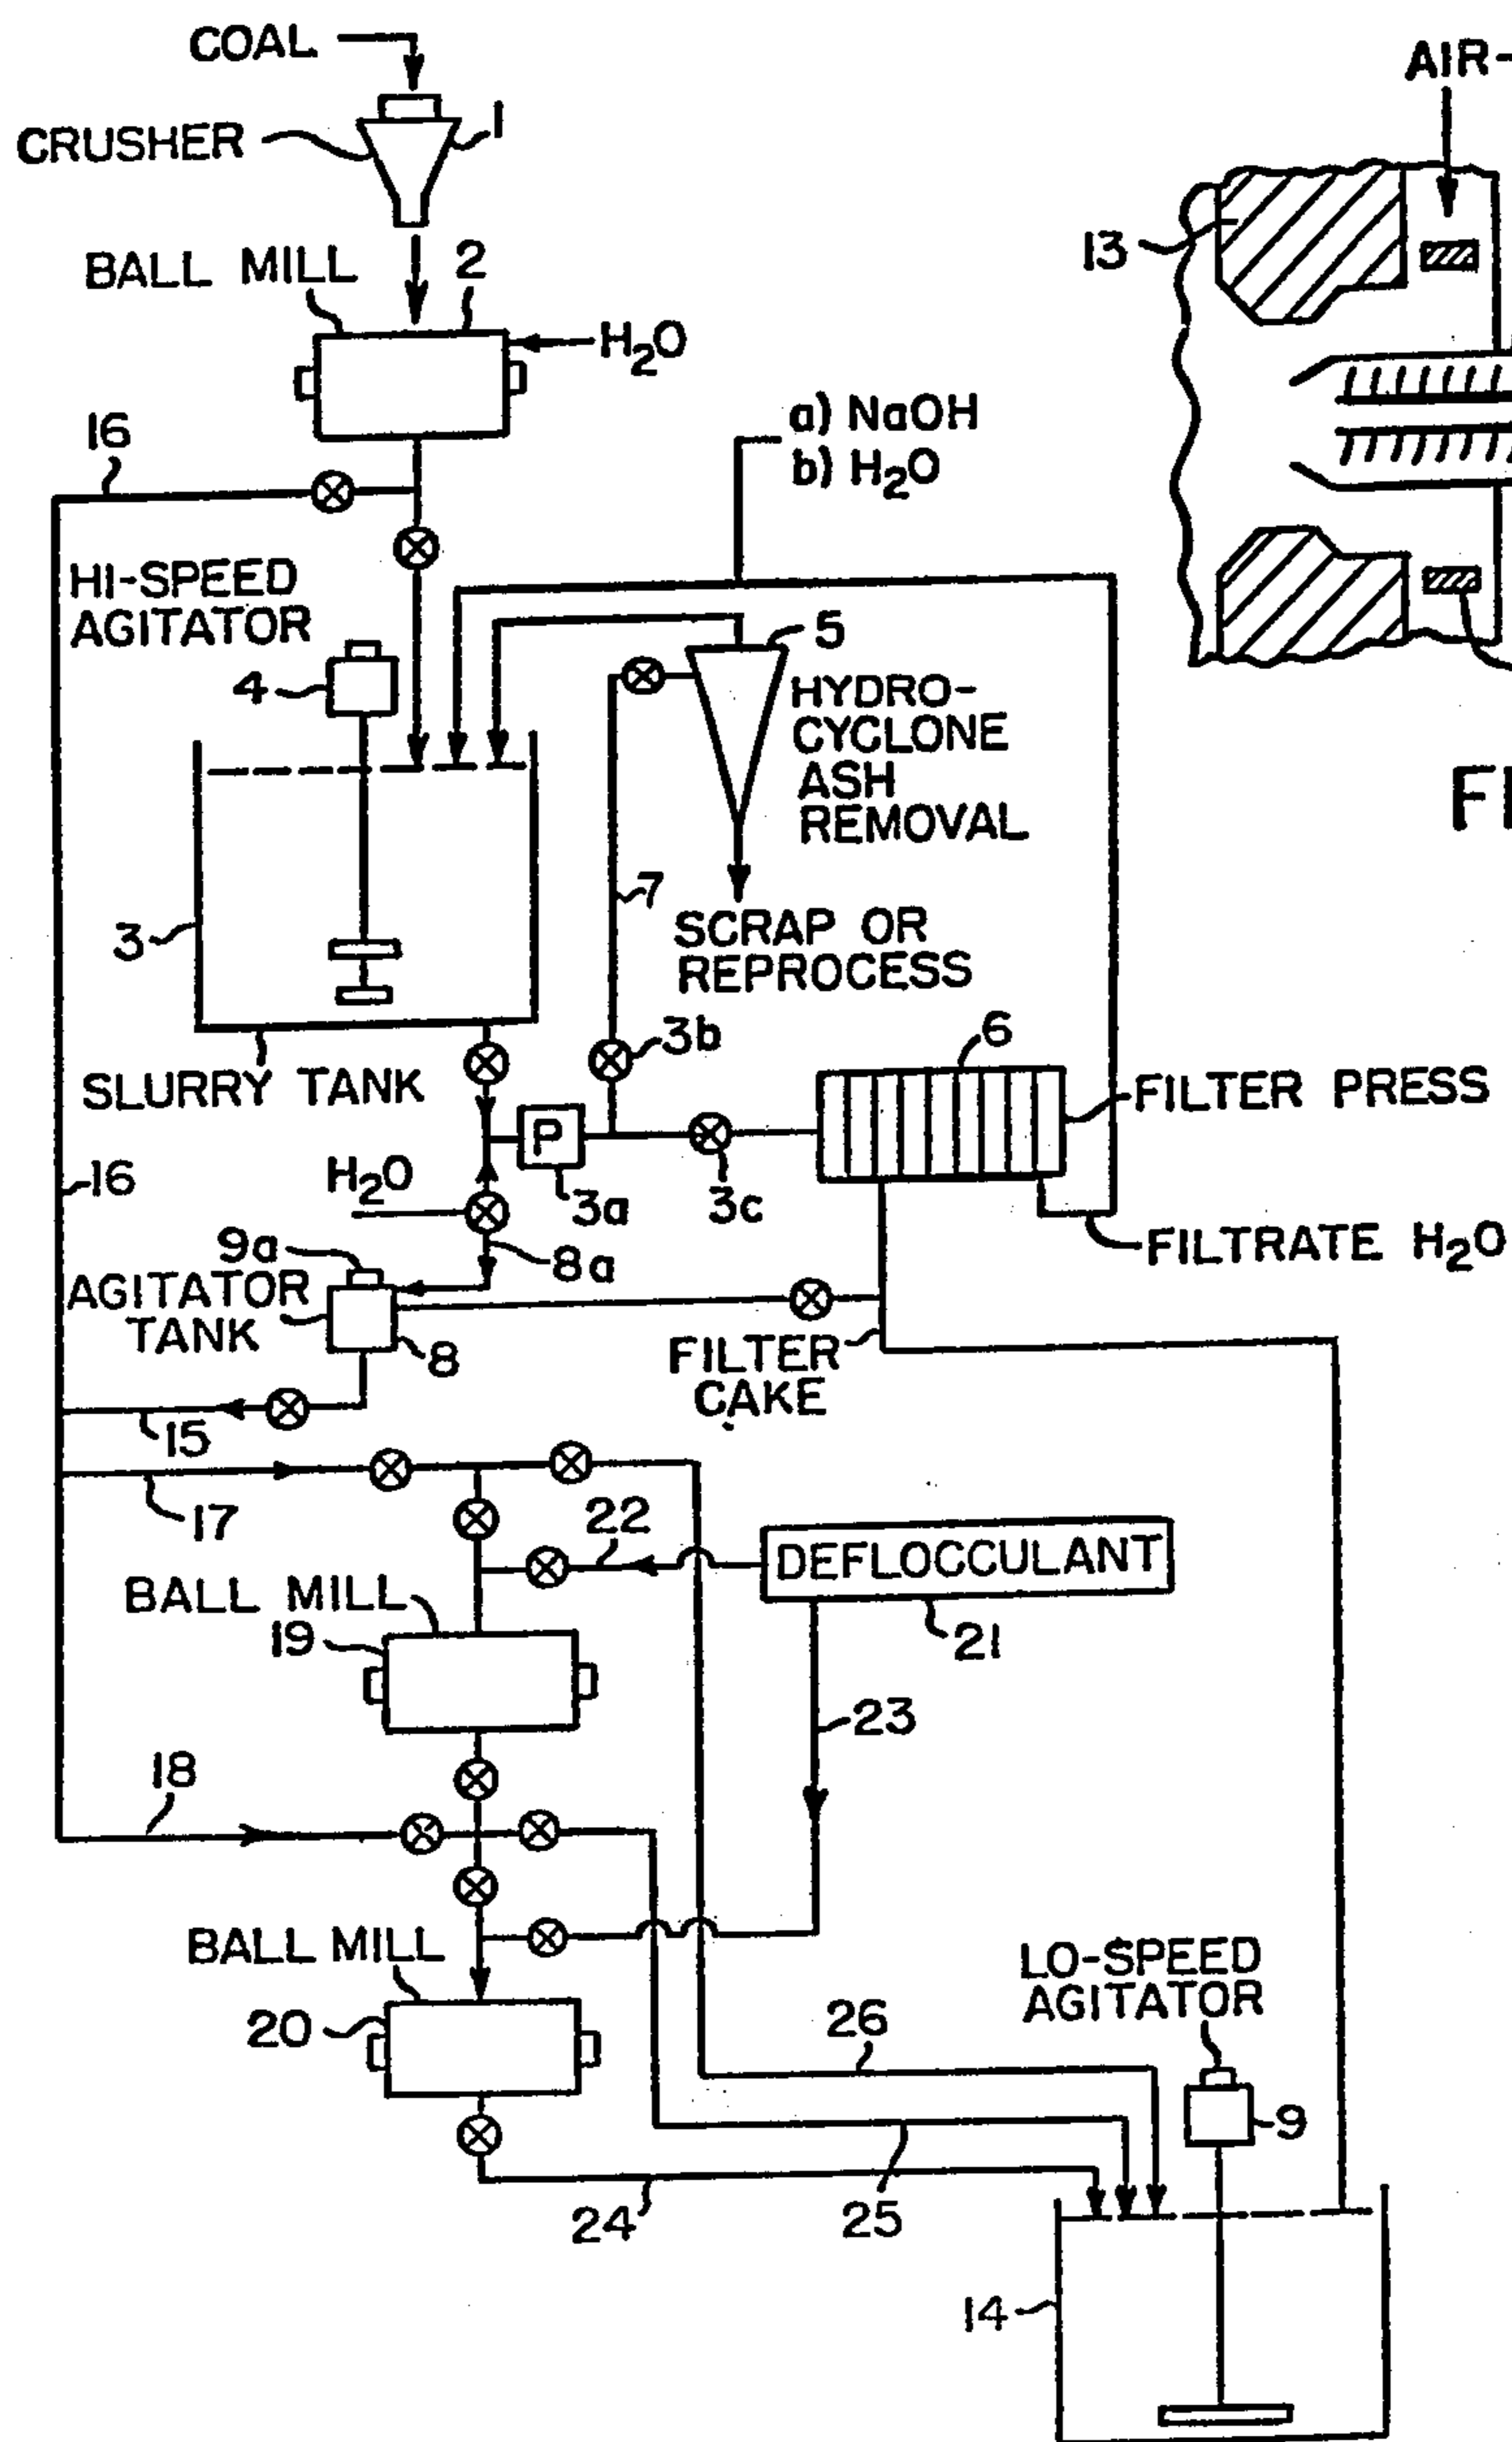 COAL
CRUSHER
1
BALL MILL
2
H2O
16
a) NaOH
b) H2O
HI-SPEED
AGITATOR
4
5
HYDRO-
CYCLONE
ASH
REMOVAL
3
7
SCRAP OR
REPROCESS
SLURRY TANK
3b
6
FILTER PRESS
P
H2O
3a
3c
16
FILTRATE H2O
9a
8a
AGITATOR
TANK
8
FILTER
CAKE
15
17
22
DEFLOCCULANT
21
BALL MILL
19
23
18
BALL MILL
20
LO-SPEED
AGITATOR
26
9
24
25
14
AIR-
13